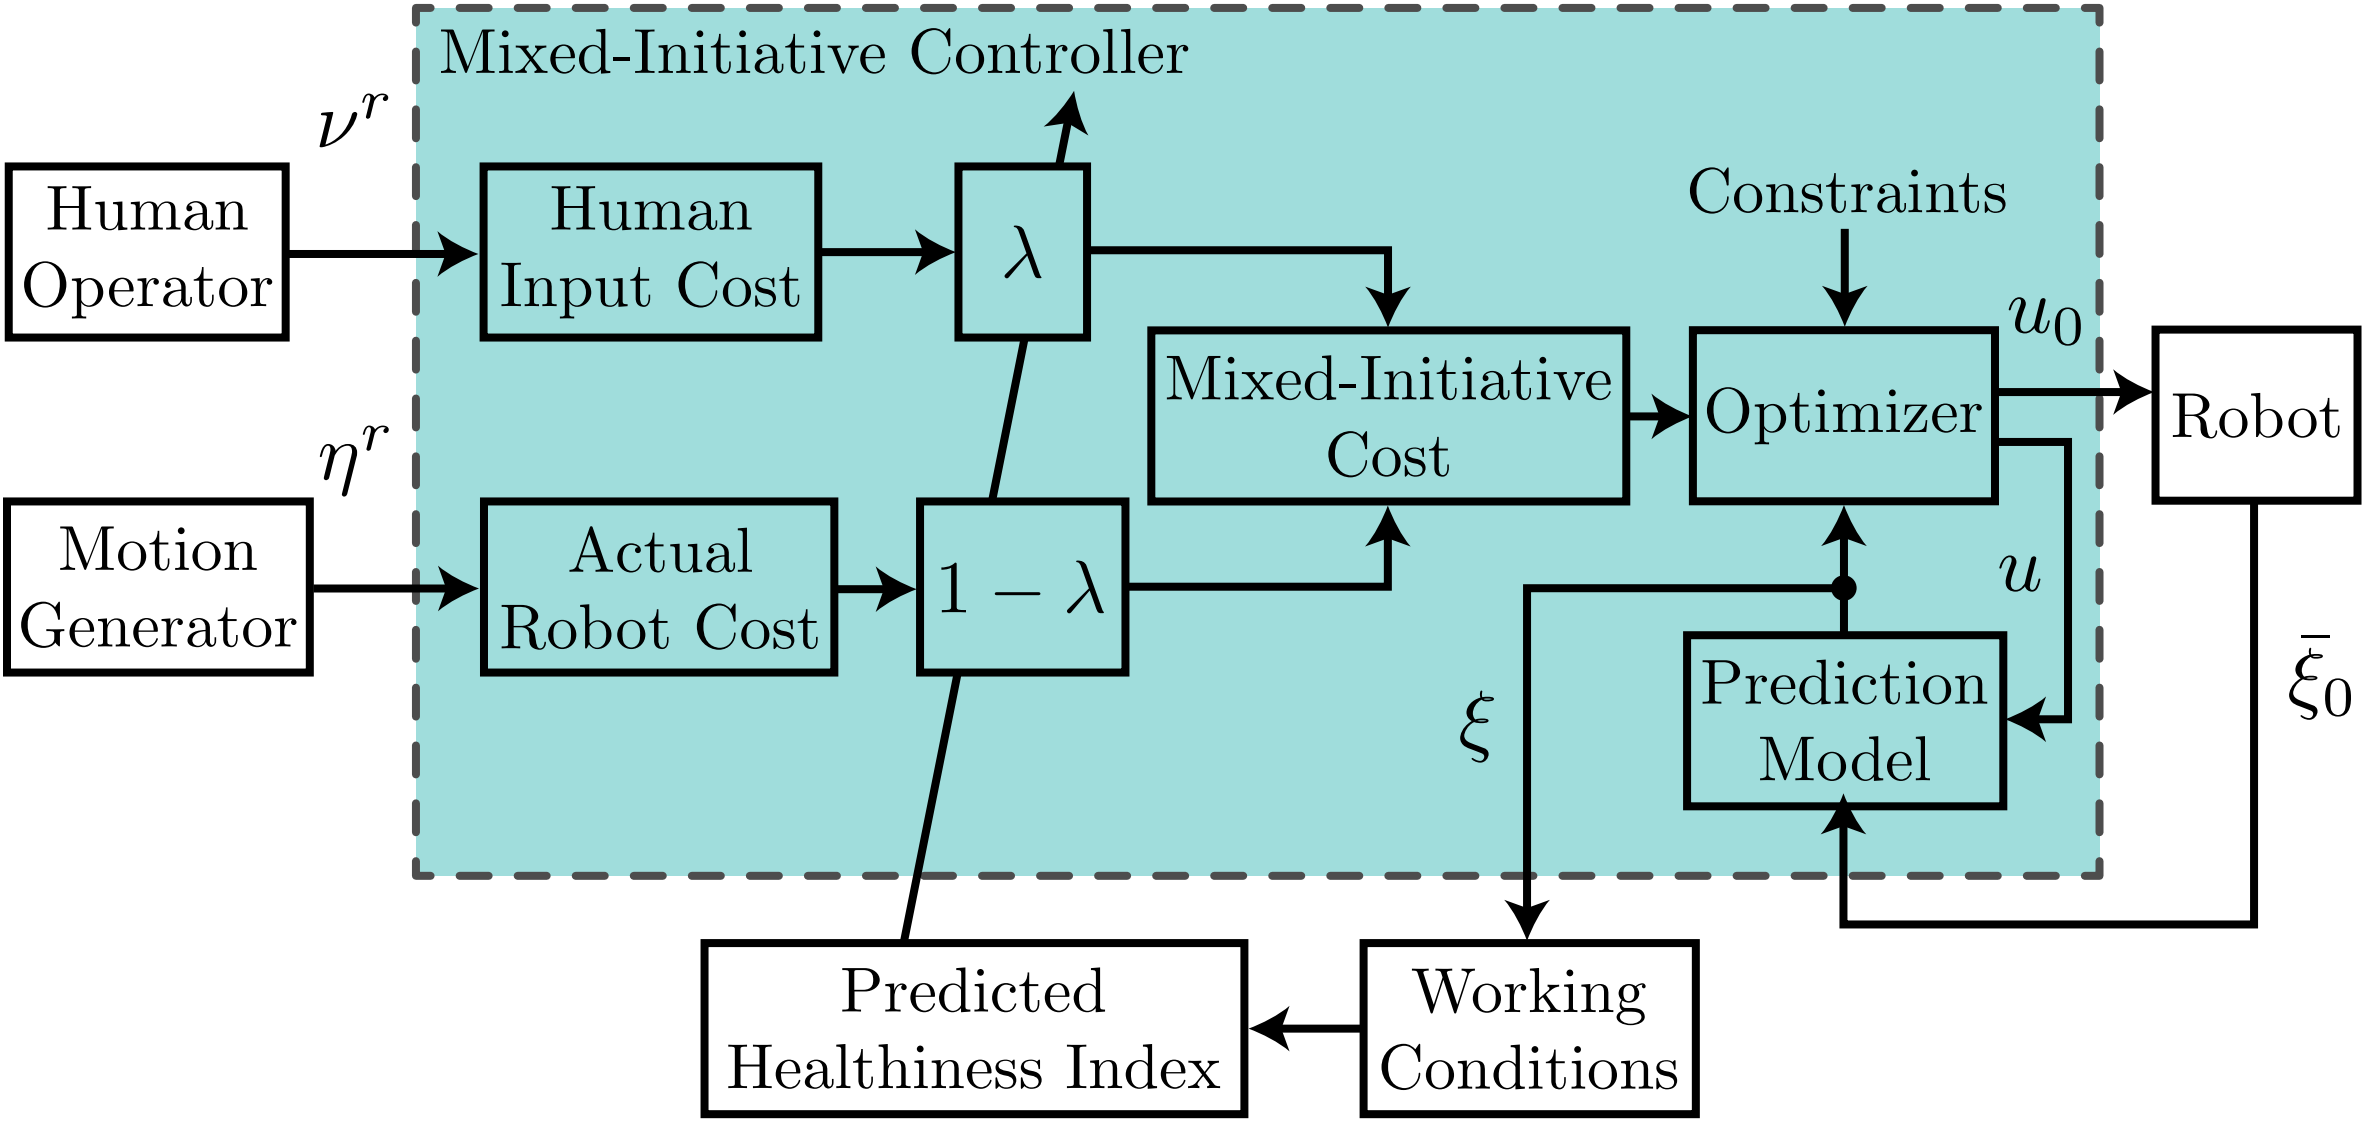 Mixed-Initiative Controller
ν^r
Human
Operator
Human
Input Cost
λ
Constraints
u_0
Mixed-Initiative
Cost
Optimizer
Robot
η^r
Motion
Generator
Actual
Robot Cost
1 − λ
u
ξ
Prediction
Model
ξ̄_0
Predicted
Healthiness Index
Working
Conditions